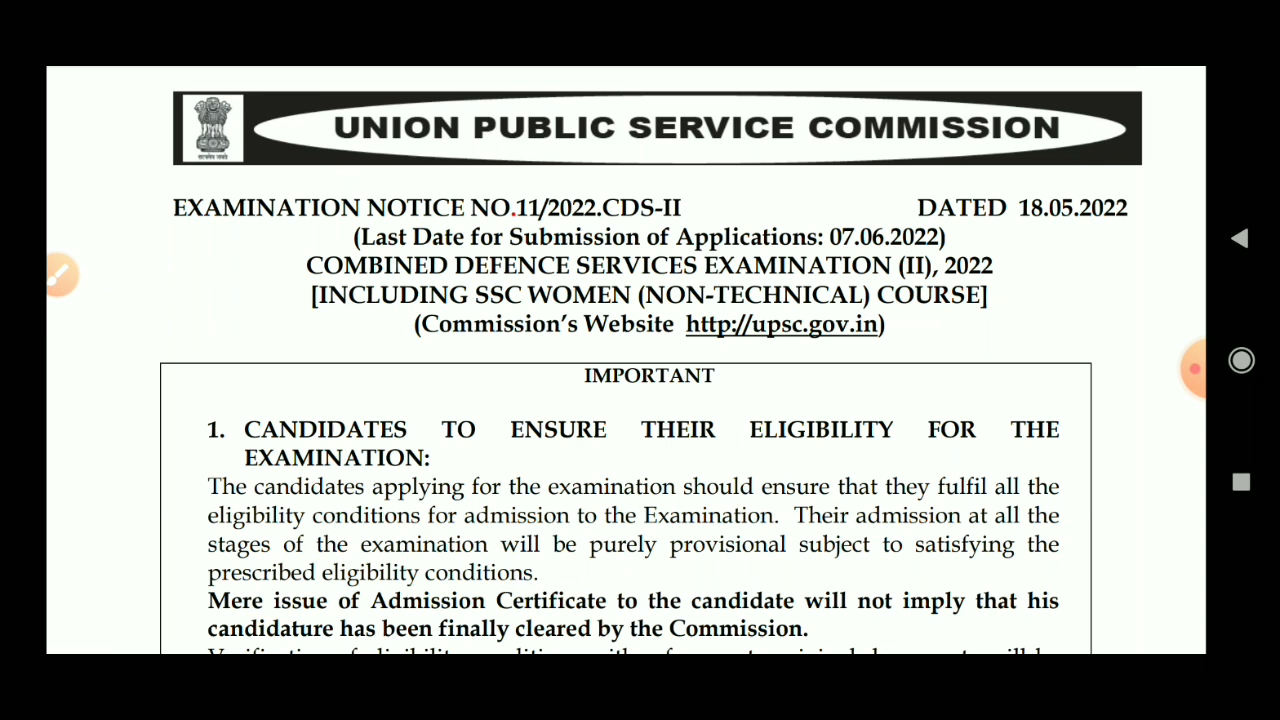 सत्यमेव जयते
UNION PUBLIC SERVICE COMMISSION
EXAMINATION NOTICE NO.11/2022.CDS-II DATED 18.05.2022
(Last Date for Submission of Applications: 07.06.2022)
COMBINED DEFENCE SERVICES EXAMINATION (II), 2022
[INCLUDING SSC WOMEN (NON-TECHNICAL) COURSE]
(Commission's Website http://upsc.gov.in)
IMPORTANT
1. CANDIDATES TO ENSURE THEIR ELIGIBILITY FOR THE
EXAMINATION:
The candidates applying for the examination should ensure that they fulfil all the
eligibility conditions for admission to the Examination. Their admission at all the
stages of the examination will be purely provisional subject to satisfying the
prescribed eligibility conditions.
Mere issue of Admission Certificate to the candidate will not imply that his
candidature has been finally cleared by the Commission.